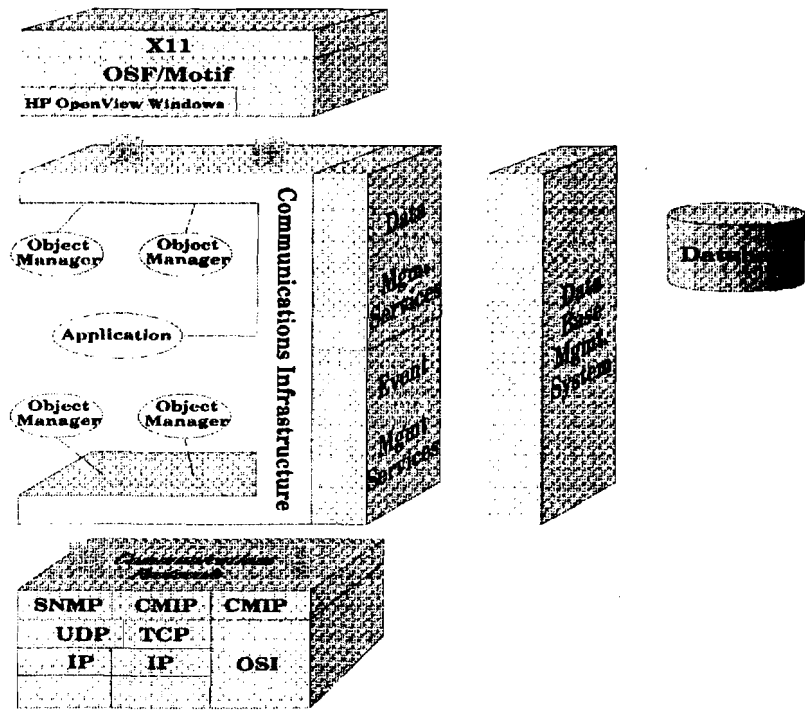 X11
OSF/Motif
HP OpenView Windows
Object
Manager
Object
Manager
Application
Object
Manager
Object
Manager
Communications Infrastructure
Data
Mgmt
Services
Event
Mgmt
Services
Data
Base
Mgmt
System
SNMP CMIP CMIP
UDP TCP
IP IP OSI